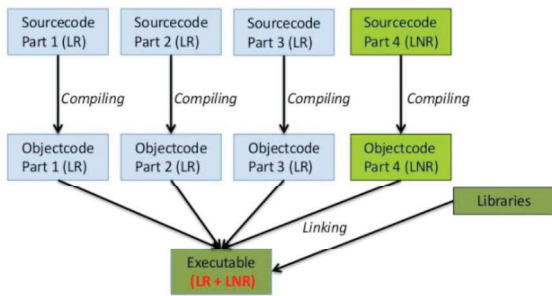 Sourcecode
Part 1 (LR)
Sourcecode
Part 2 (LR)
Sourcecode
Part 3 (LR)
Sourcecode
Part 4 (LNR)
Compiling
Compiling
Compiling
Compiling
Objectcode
Part 1 (LR)
Objectcode
Part 2 (LR)
Objectcode
Part 3 (LR)
Objectcode
Part 4 (LNR)
Libraries
Linking
Executable
(LR + LNR)